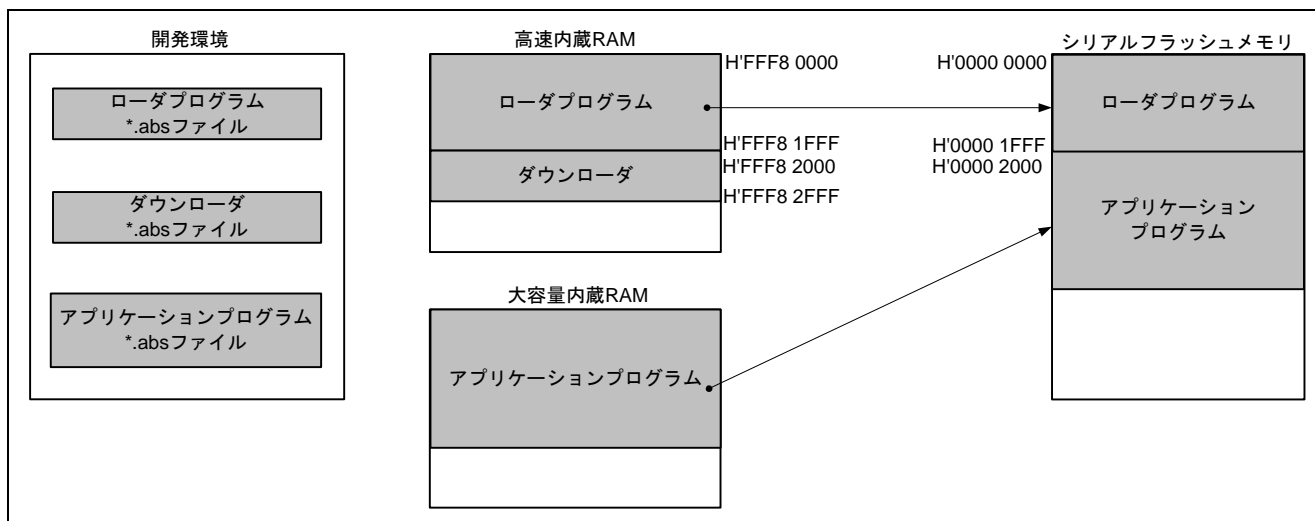 開発環境
ローダプログラム
*.absファイル
ダウンローダ
*.absファイル
アプリケーションプログラム
*.absファイル
高速内蔵RAM
ローダプログラム
ダウンローダ
H'FFF8 0000
H'FFF8 1FFF
H'FFF8 2000
H'FFF8 2FFF
大容量内蔵RAM
アプリケーションプログラム
シリアルフラッシュメモリ
H'0000 0000
H'0000 1FFF
H'0000 2000
ローダプログラム
アプリケーション
プログラム